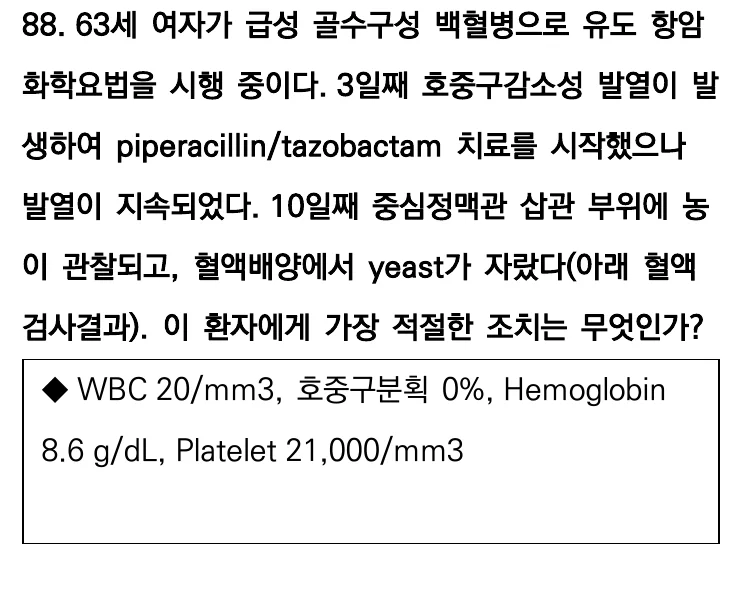 88. 63세 여자가 급성 골수구성 백혈병으로 유도 항암
화학요법을 시행 중이다. 3일째 호중구감소성 발열이 발
생하여 piperacillin/tazobactam 치료를 시작했으나
발열이 지속되었다. 10일째 중심정맥관 삽관 부위에 농
이 관찰되고, 혈액배양에서 yeast가 자랐다(아래 혈액
검사결과). 이 환자에게 가장 적절한 조치는 무엇인가?
◆ WBC 20/mm3, 호중구분획 0%, Hemoglobin
8.6 g/dL, Platelet 21,000/mm3